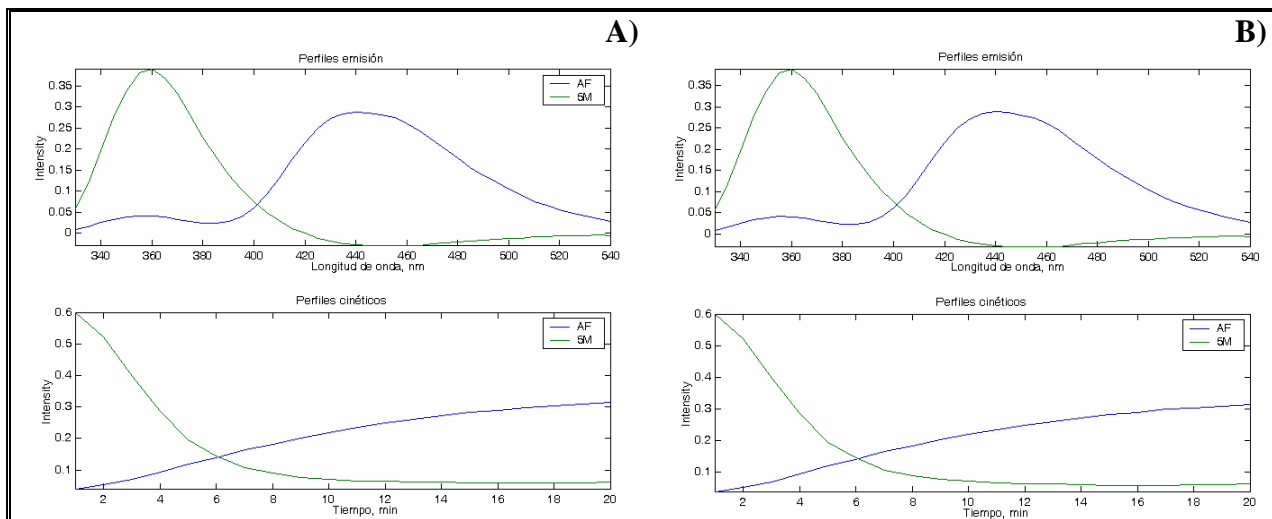 A)
Perfiles emisión
AF
5M
Intensity
0.35
0.3
0.25
0.2
0.15
0.1
0.05
0
340 360 380 400 420 440 460 480 500 520 540
Longitud de onda, nm
Perfiles cinéticos
AF
5M
Intensity
0.6
0.5
0.4
0.3
0.2
0.1
2 4 6 8 10 12 14 16 18 20
Tiempo, min
B)
Perfiles emisión
Intensity
0.35
0.3
0.25
0.2
0.15
0.1
0.05
0
340 360 380 400 420 440 460 480 500 520 540
Longitud de onda, nm
Perfiles cinéticos
AF
5M
Intensity
0.6
0.5
0.4
0.3
0.2
0.1
2 4 6 8 10 12 14 16 18 20
Tiempo, min